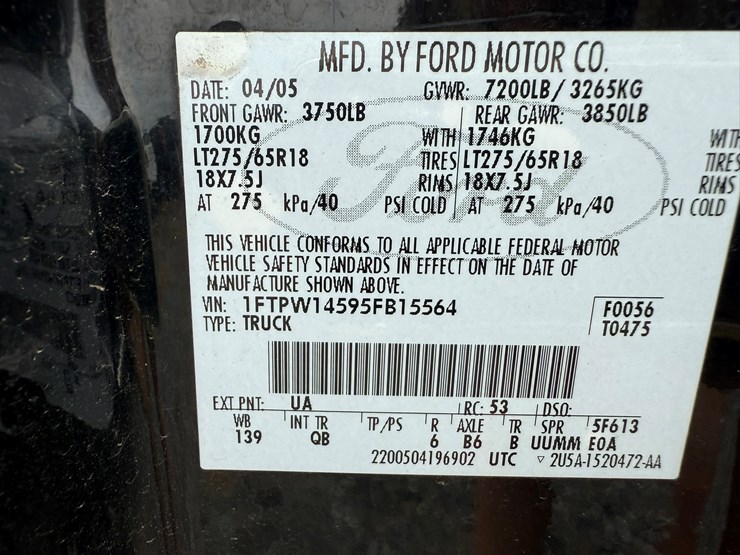 MFD. BY FORD MOTOR CO.
DATE: 04/05 GVWR: 7200LB/ 3265KG
FRONT GAWR: 3750LB REAR GAWR: 3850LB
1700KG WITH 1746KG WITH
LT275/65R18 TIRES LT275/65R18 TIRES
18X7.5J RIMS 18X7.5J RIMS
AT 275 kPa/40 PSI COLD AT 275 kPa/40 PSI COLD
Ford
THIS VEHICLE CONFORMS TO ALL APPLICABLE FEDERAL MOTOR
VEHICLE SAFETY STANDARDS IN EFFECT ON THE DATE OF
MANUFACTURE SHOWN ABOVE.
VIN: 1FTPW14595FB15564 F0056
TYPE: TRUCK T0475
EXT PNT: UA RC: 53 DSO:
WB INT TR TP/PS R AXLE TR SPR 5F613
139 QB 6 B6 B UUMM E0A
2200504196902 UTC ▽ 2U5A-1520472-AA